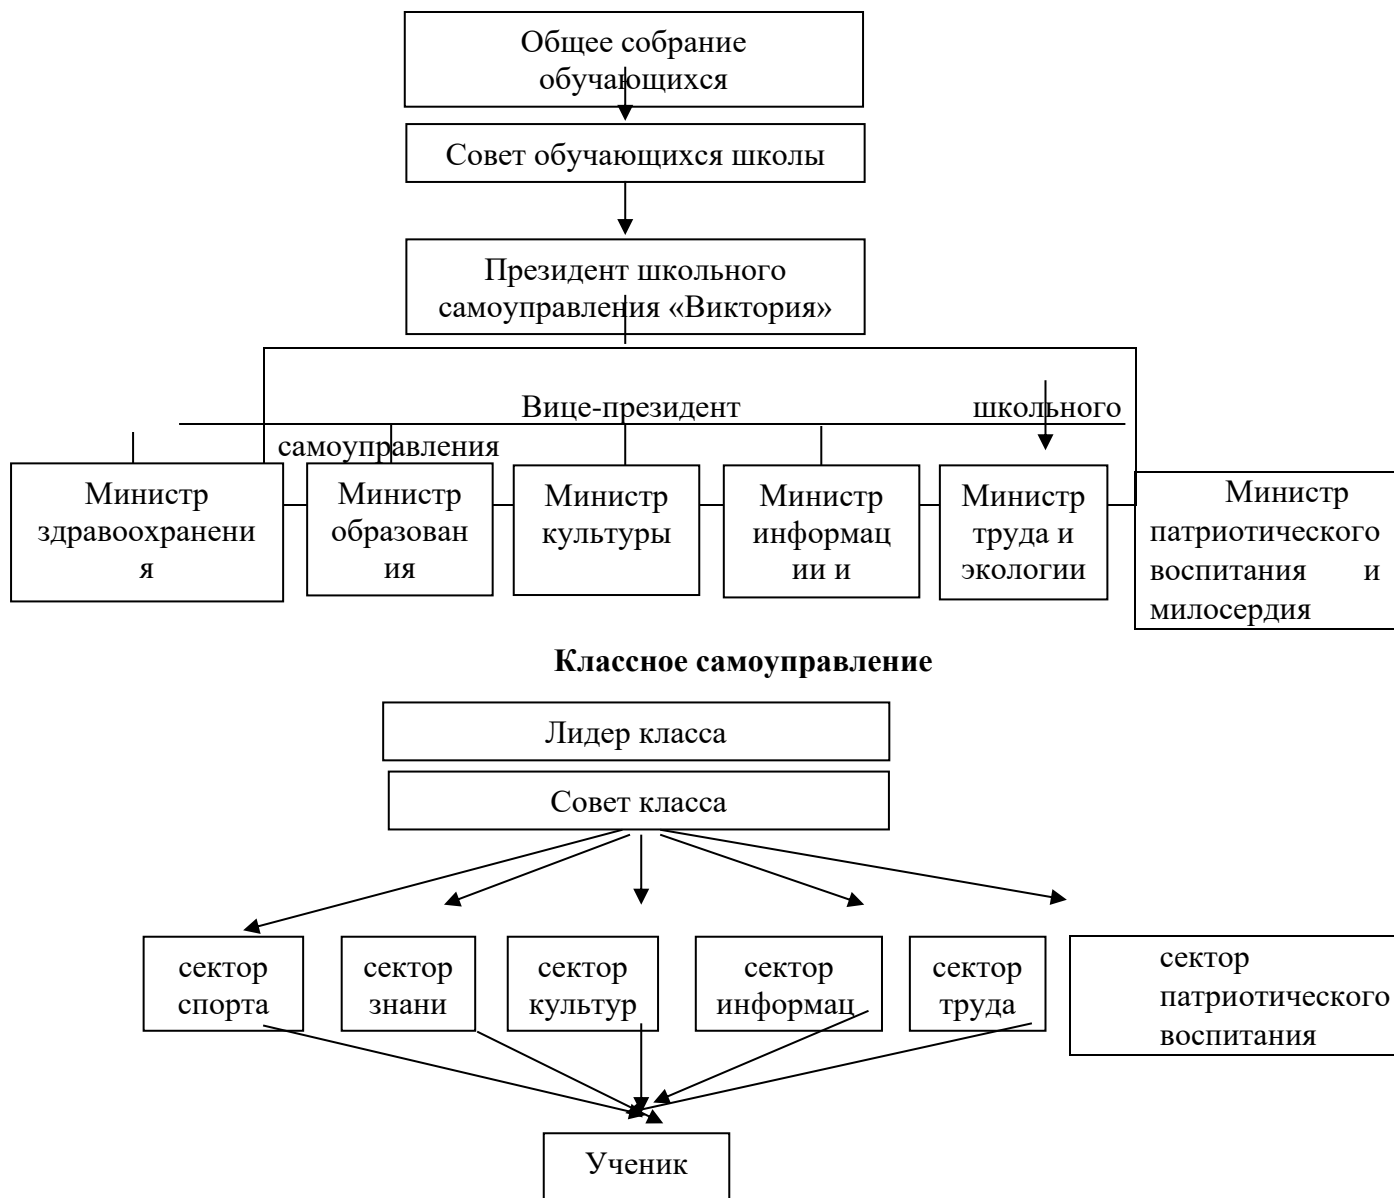 Общее собрание
обучающихся
Совет обучающихся школы
Президент школьного
самоуправления «Виктория»
Вице-президент школьного
самоуправления
Министр
здравоохранени
я
Министр
образован
ия
Министр
культуры
Министр
информац
ии и
Министр
труда и
экологии
Министр
патриотического
воспитания и
милосердия
Классное самоуправление
Лидер класса
Совет класса
сектор
спорта
сектор
знани
сектор
культур
сектор
информац
сектор
труда
сектор
патриотического
воспитания
Ученик